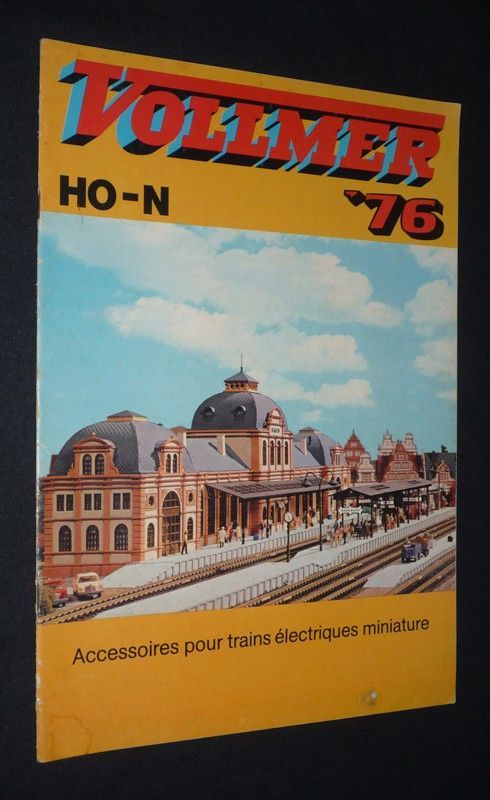 VOLLMER
HO-N
'76
Accessoires pour trains électriques miniature